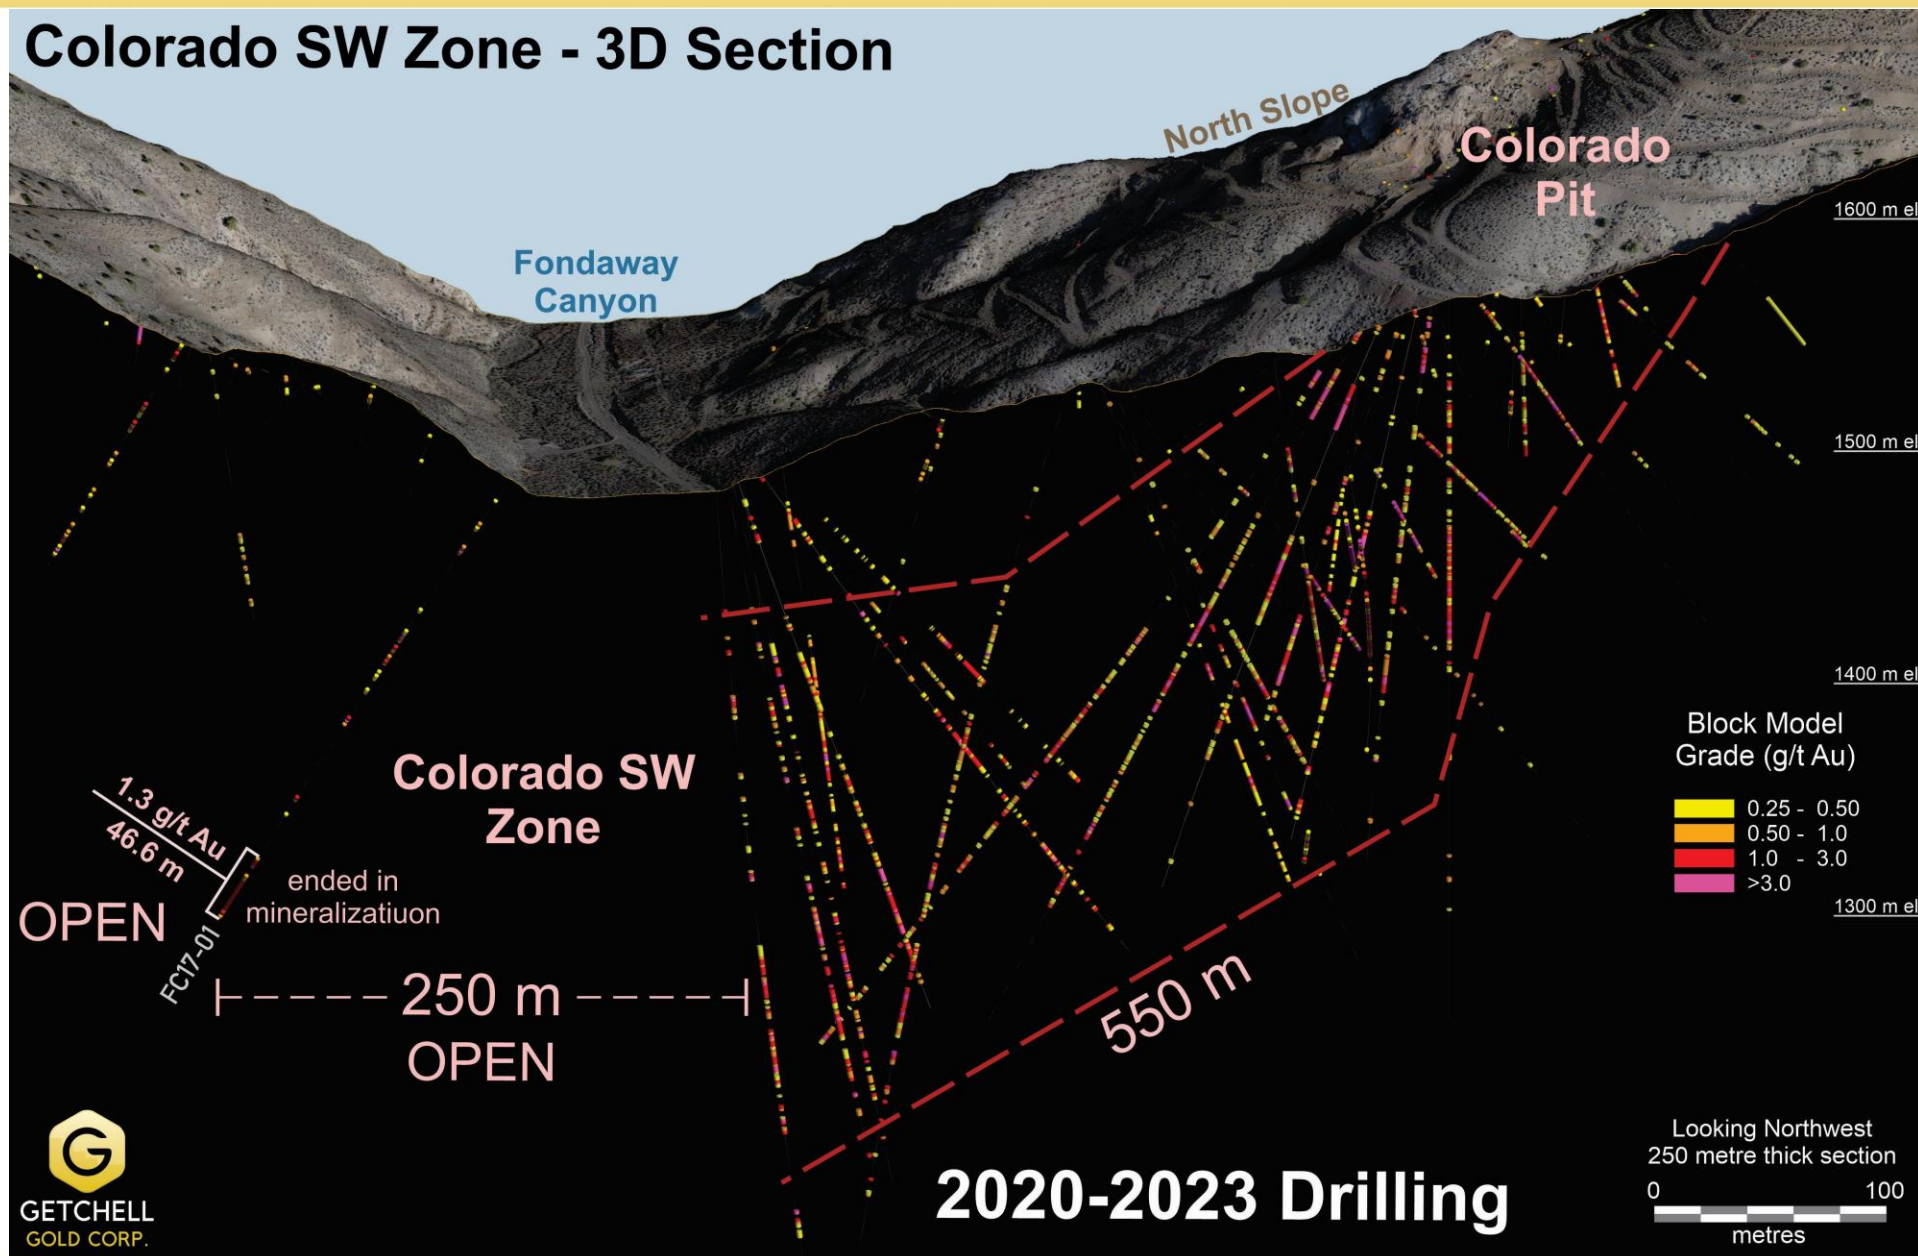 Colorado SW Zone - 3D Section
North Slope
Colorado
Pit
Fondaway
Canyon
1600 m el
1500 m el
1400 m el
1300 m el
Block Model
Grade (g/t Au)
0.25 - 0.50
0.50 - 1.0
1.0 - 3.0
>3.0
Colorado SW
Zone
1.3 g/t Au
46.6 m
ended in
mineralizatiuon
OPEN
FC17-01
250 m
OPEN
550 m
2020-2023 Drilling
Looking Northwest
250 metre thick section
0 100
metres
G
GETCHELL
GOLD CORP.